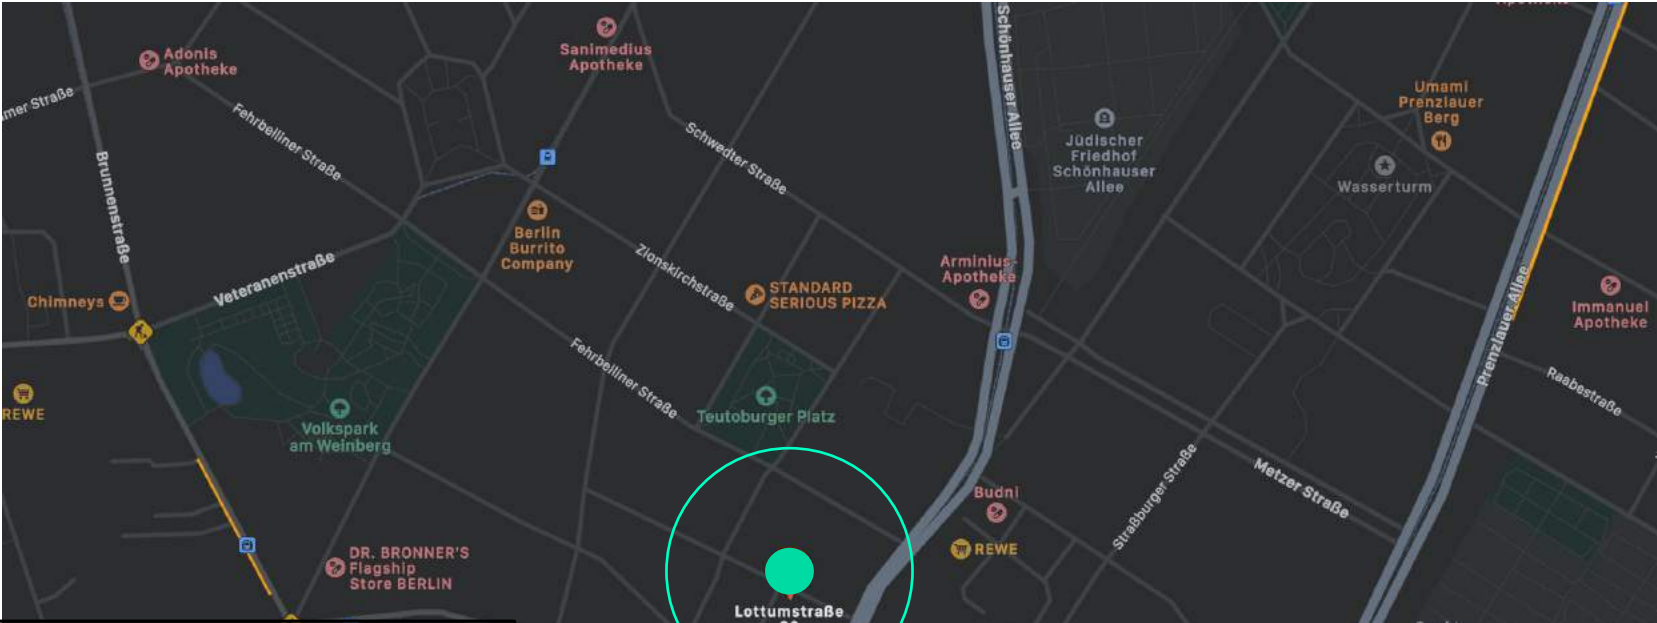 Adonis
Apotheke
Sanimedius
Apotheke
Schönhauser Allee
Umami
Prenzlauer
Berg
Fehrbelliner Straße
Schwedter Straße
Jüdischer
Friedhof
Schönhauser
Allee
Wasserturm
Brunnenstraße
Berlin
Burrito
Company
Veteranenstraße
Zionskirchstraße
Arminius-
Apotheke
STANDARD
SERIOUS PIZZA
Chimneys
Immanuel
Apotheke
Prenzlauer Allee
Fehrbelliner Straße
Raabestraße
REWE
Teutoburger Platz
Volkspark
am Weinberg
Metzer Straße
Straßburger Straße
Budni
REWE
DR. BRONNER'S
Flagship
Store BERLIN
Lottumstraße